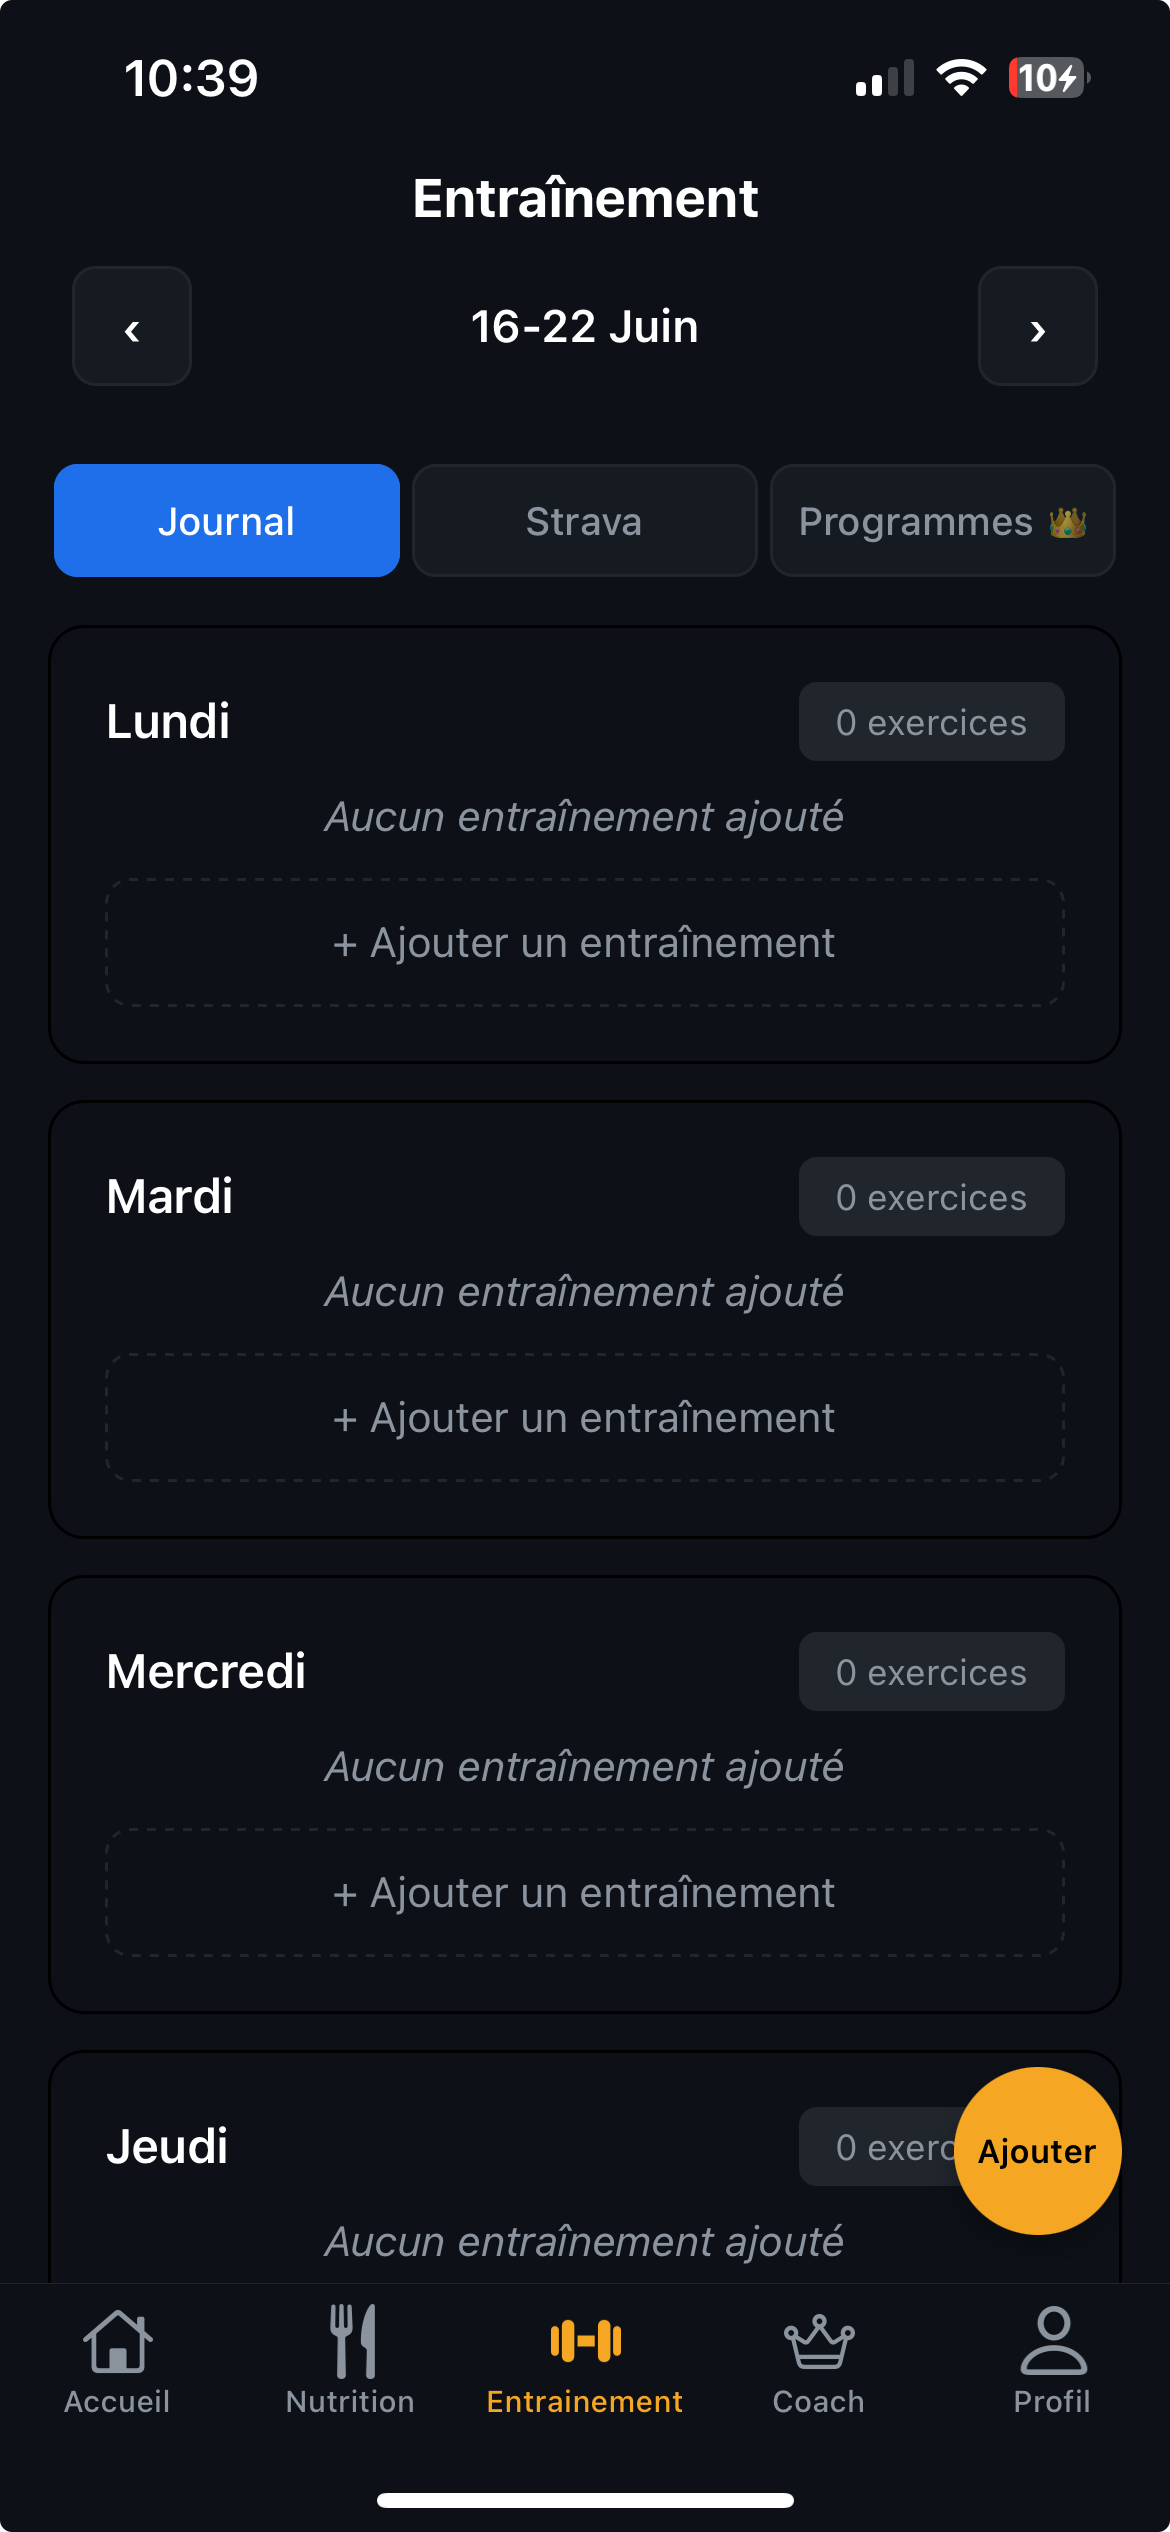 10:39
10
Entraînement
‹
16-22 Juin
›
Journal
Strava
Programmes
Lundi
0 exercices
Aucun entraînement ajouté
+ Ajouter un entraînement
Mardi
0 exercices
Aucun entraînement ajouté
+ Ajouter un entraînement
Mercredi
0 exercices
Aucun entraînement ajouté
+ Ajouter un entraînement
Jeudi
0 exerc
Ajouter
Aucun entraînement ajouté
Accueil
Nutrition
Entrainement
Coach
Profil